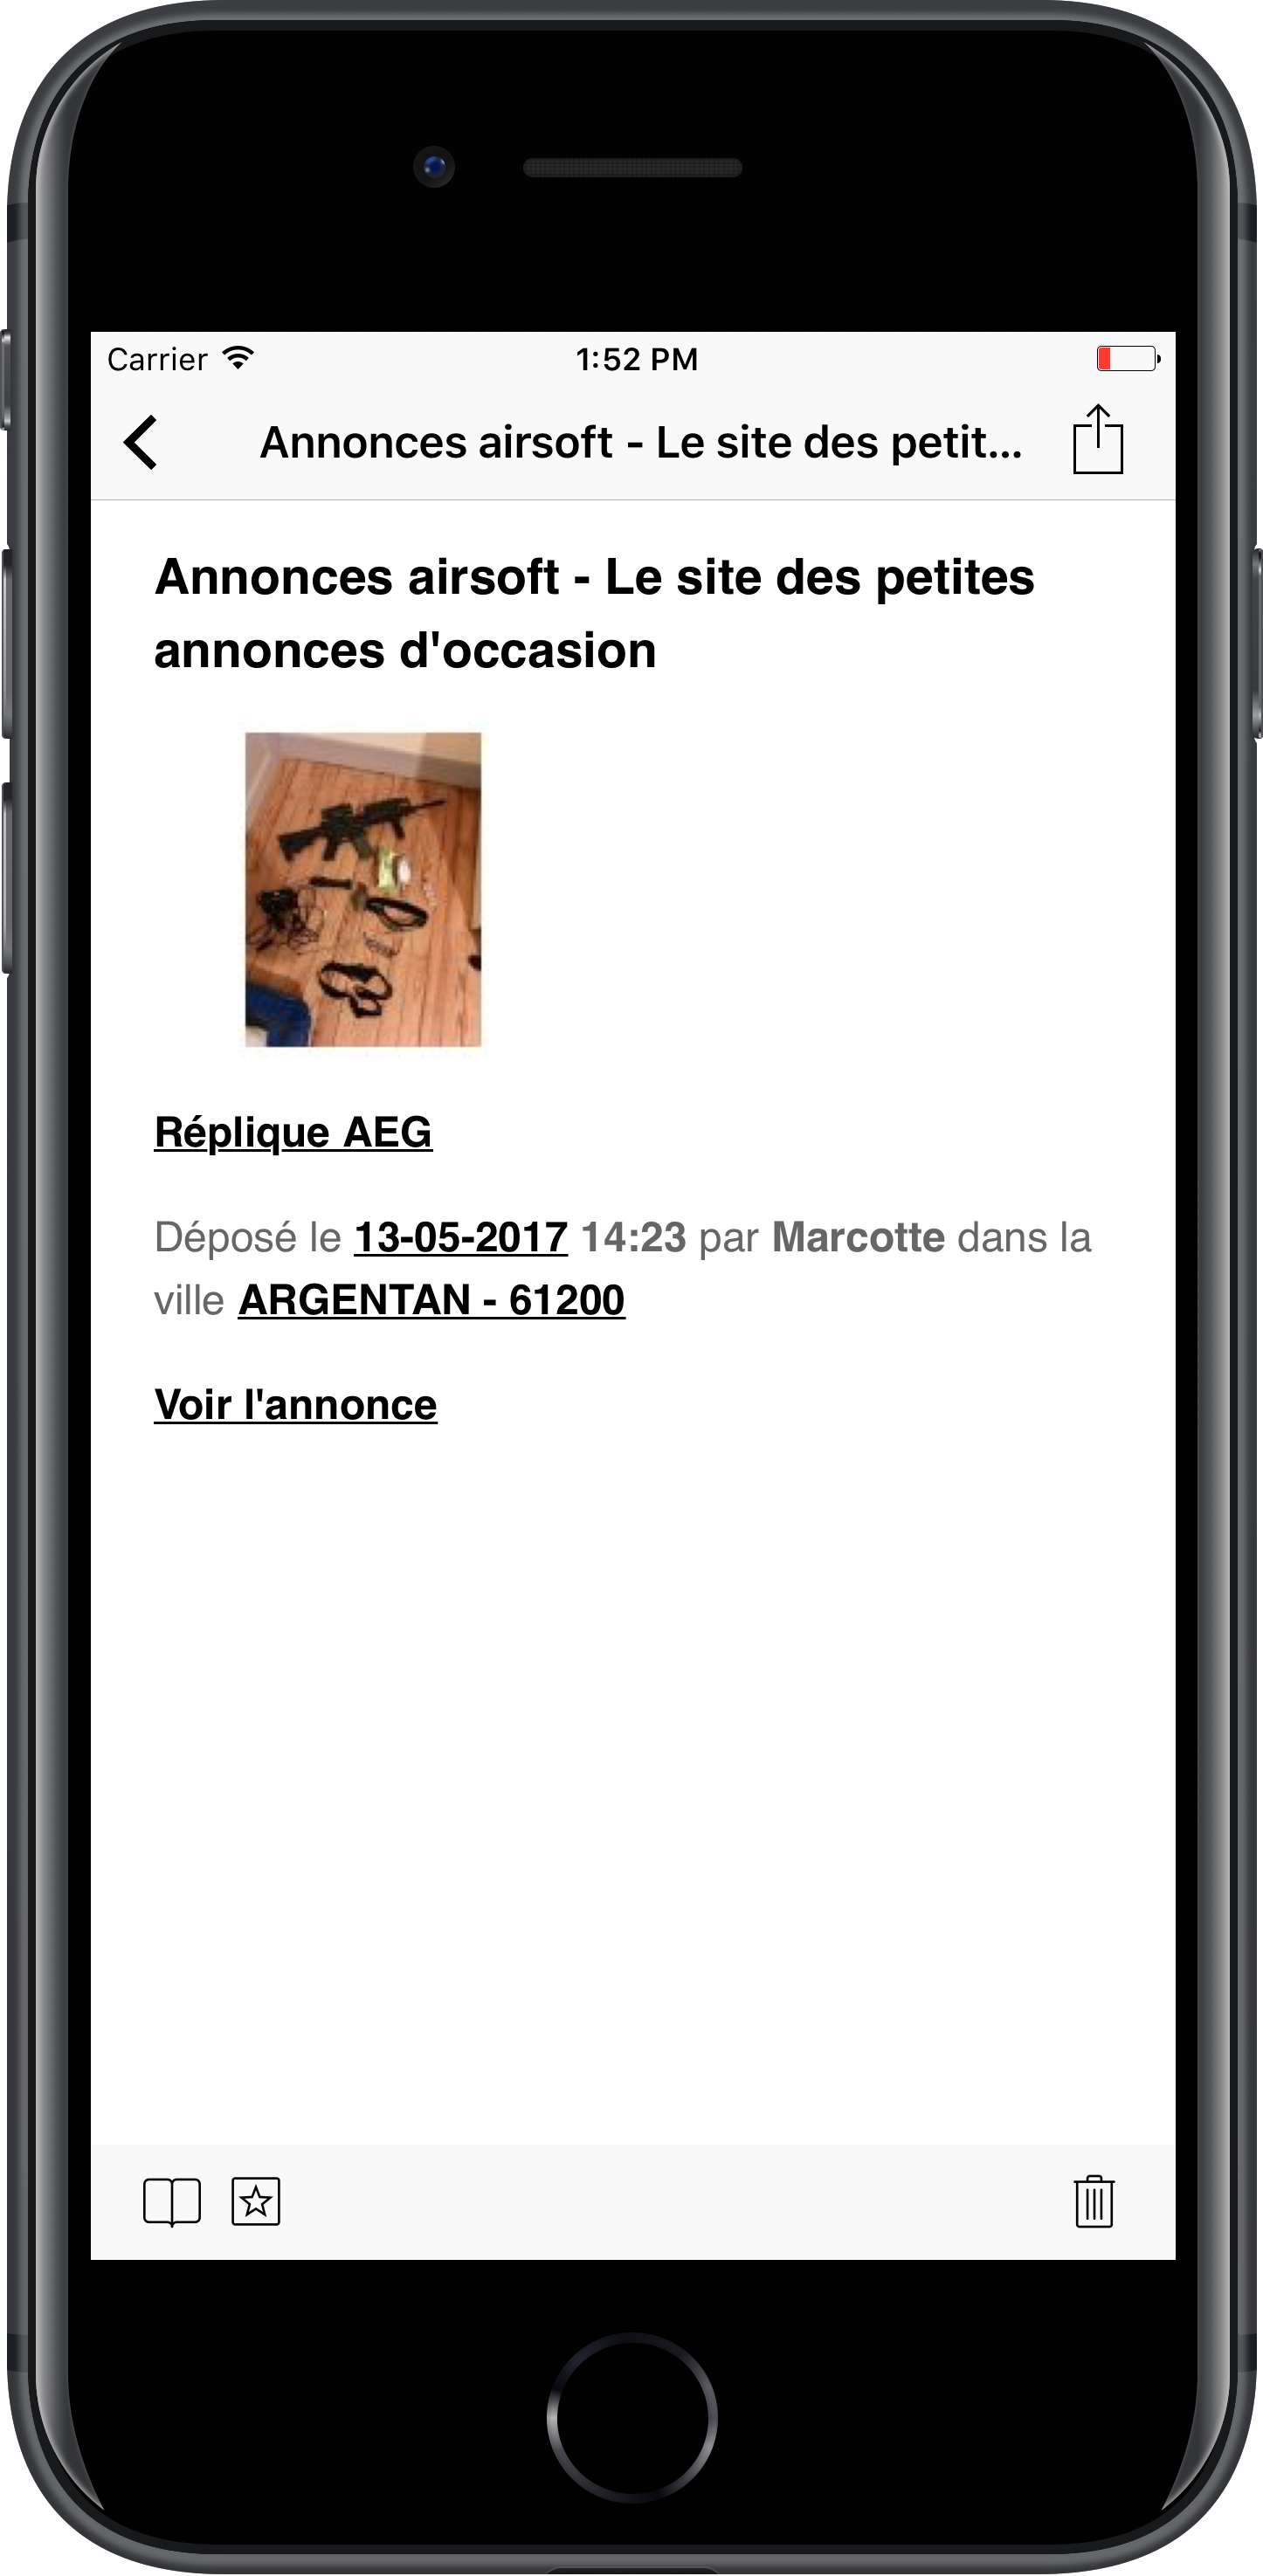 Carrier
1:52 PM
Annonces airsoft - Le site des petit...
Annonces airsoft - Le site des petites
annonces d'occasion
Réplique AEG
Déposé le 13-05-2017 14:23 par Marcotte dans la
ville ARGENTAN - 61200
Voir l'annonce